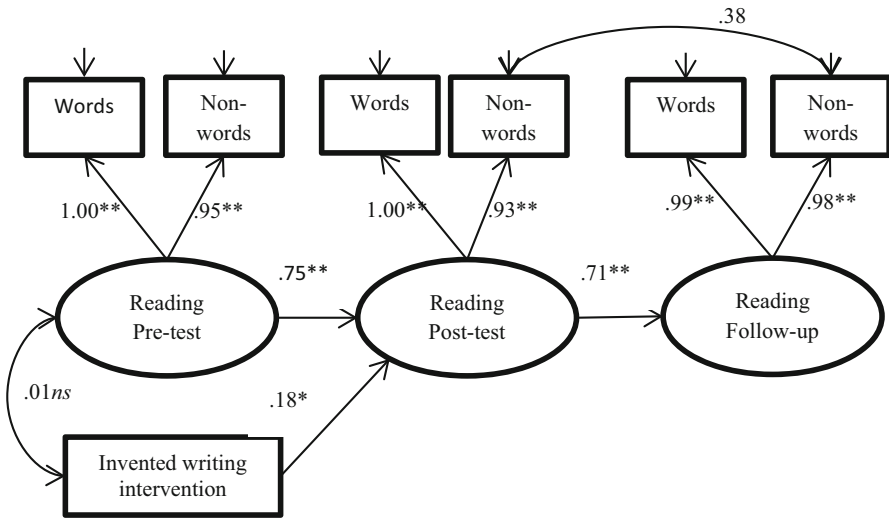 .38
Words
Non-
words
Words
Non-
words
Words
Non-
words
1.00**
.95**
1.00**
.93**
.99**
.98**
Reading
Pre-test
.75**
Reading
Post-test
.71**
Reading
Follow-up
.01ns
.18*
Invented writing
intervention